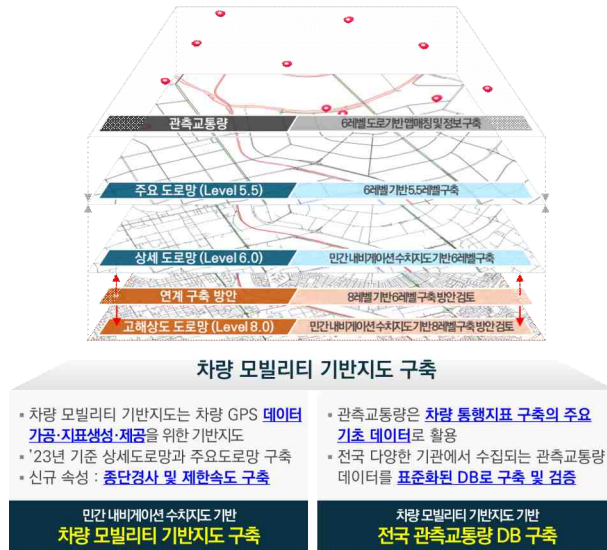 관측교통량 6레벨 도로기반 맵매칭 및 정보 구축
주요 도로망 (Level 5.5) 6레벨 기반 5.5레벨 구축
상세 도로망 (Level 6.0) 민간 내비게이션 수치지도 기반 6레벨 구축
연계 구축 방안 8레벨 기반 6레벨 구축 방안 검토
고해상도 도로망 (Level 8.0) 민간 내비게이션 수치지도 기반 8레벨 구축 방안 검토
차량 모빌리티 기반지도 구축
▪ 차량 모빌리티 기반지도는 차량 GPS 데이터
가공·지표생성·제공을 위한 기반지도
▪ '23년 기준 상세도로망과 주요도로망 구축
▪ 신규 속성 : 종단경사 및 제한속도 구축
민간 내비게이션 수치지도 기반
차량 모빌리티 기반지도 구축
▪ 관측교통량은 차량 통행지표 구축의 주요
기초 데이터로 활용
▪ 전국 다양한 기관에서 수집되는 관측교통량
데이터를 표준화된 DB로 구축 및 검증
차량 모빌리티 기반지도 기반
전국 관측교통량 DB 구축